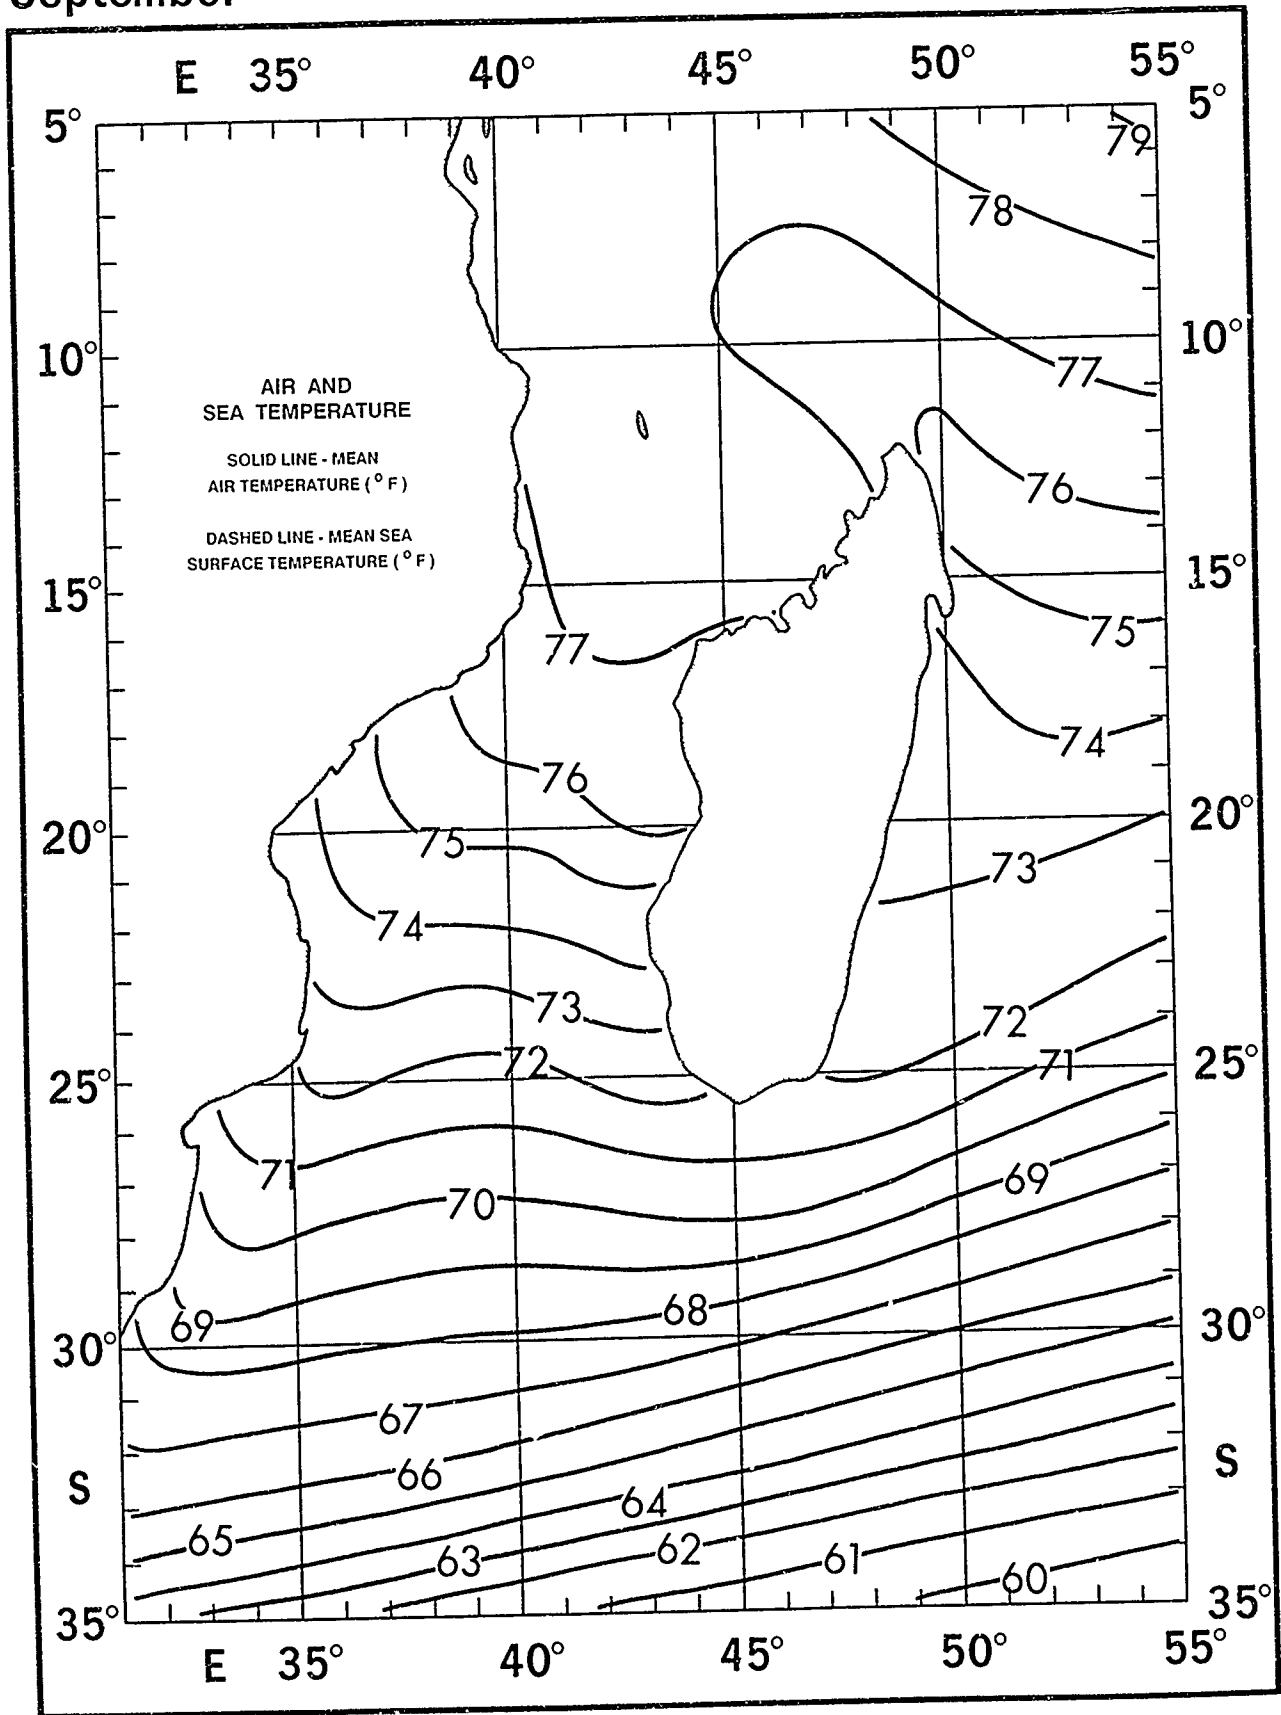 September
E 35° 40° 45° 50° 55°
5° 5°
79
78
10° 10°
77
AIR AND
SEA TEMPERATURE
SOLID LINE - MEAN
AIR TEMPERATURE (°F)
76
DASHED LINE - MEAN SEA
SURFACE TEMPERATURE (°F)
15° 15°
75
77
74
76
20° 20°
75
73
74
73
72
72 71
25° 25°
71
69
70
68
69
30° 30°
67
66
S S
64
65
63 62 61
60
35° 35°
E 35° 40° 45° 50° 55°